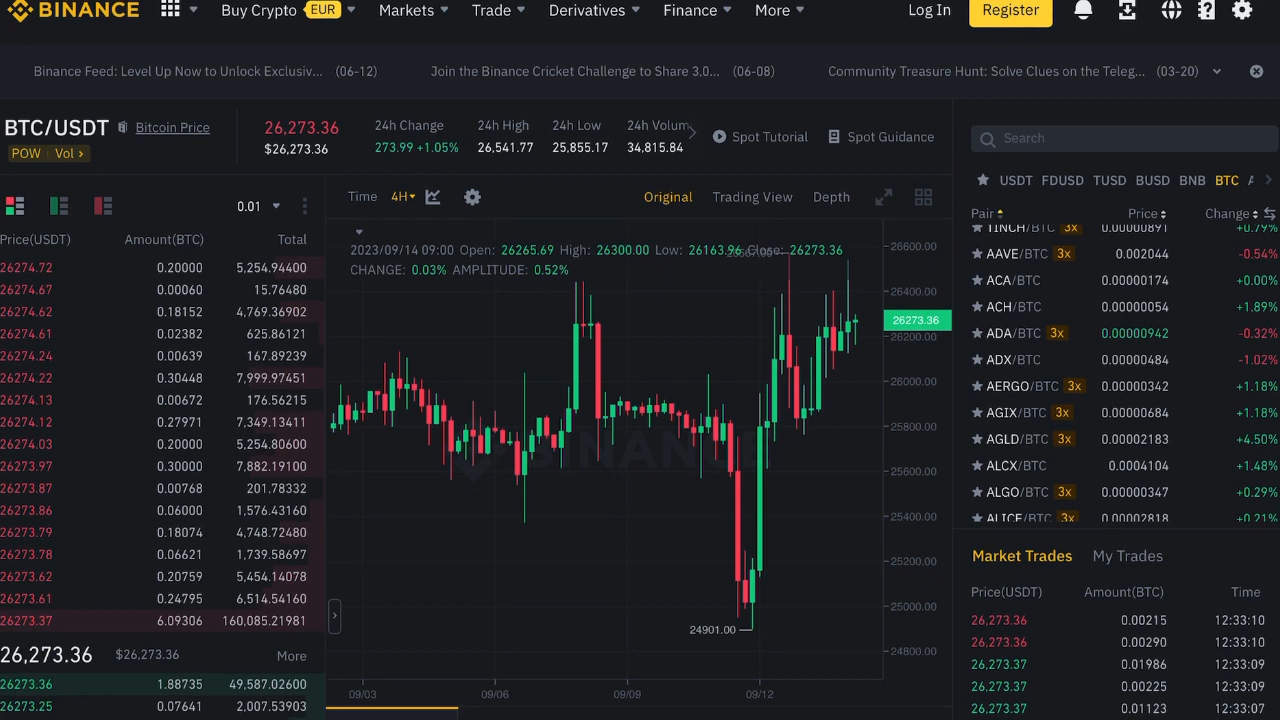 BINANCE
Buy Crypto EUR Markets Trade Derivatives Finance More Log In Register
Binance Feed: Level Up Now to Unlock Exclusiv... (06-12) Join the Binance Cricket Challenge to Share 3,0... (06-08) Community Treasure Hunt: Solve Clues on the Teleg... (03-20)
BTC/USDT Bitcoin Price
POW Vol >
26,273.36
$26,273.36
24h Change
273.99 +1.05%
24h High
26,541.77
24h Low
25,855.17
24h Volum
34,815.84
Spot Tutorial Spot Guidance
0.01
Price(USDT) Amount(BTC) Total
26274.72 0.20000 5,254.94400
26274.67 0.00060 15.76480
26274.62 0.18152 4,769.36902
26274.61 0.02382 625.86121
26274.24 0.00639 167.89239
26274.22 0.30448 7,999.97451
26274.13 0.00672 176.56215
26274.12 0.27971 7,349.13411
26274.03 0.20000 5,254.80600
26273.97 0.30000 7,882.19100
26273.87 0.00768 201.78332
26273.86 0.06000 1,576.43160
26273.79 0.18074 4,748.72480
26273.78 0.06621 1,739.58697
26273.62 0.20759 5,454.14078
26273.61 0.24795 6,514.54160
26273.37 6.09306 160,085.21981
26,273.36 $26,273.36 More
26273.36 1.88735 49,587.02600
26273.25 0.07641 2,007.53903
Time 4H Original Trading View Depth
2023/09/14 09:00 Open: 26265.69 High: 26300.00 Low: 26163.96 Close: 26273.36
CHANGE: 0.03% AMPLITUDE: 0.52%
26600.00
26400.00
26273.36
26200.00
26000.00
25800.00
BINANCE
25600.00
25400.00
25200.00
25000.00
24901.00
24800.00
09/03 09/06 09/09 09/12
Search
USDT FDUSD TUSD BUSD BNB BTC
Pair Price Change
1INCH/BTC 3x 0.00000891 +0.79%
AAVE/BTC 3x 0.002044 -0.54%
ACA/BTC 0.00000174 +0.00%
ACH/BTC 0.00000054 +1.89%
ADA/BTC 3x 0.00000942 -0.32%
ADX/BTC 0.00000484 -1.02%
AERGO/BTC 3x 0.00000342 +1.18%
AGIX/BTC 3x 0.00000684 +1.18%
AGLD/BTC 3x 0.00002183 +4.50%
ALCX/BTC 0.0004104 +1.48%
ALGO/BTC 3x 0.00000347 +0.29%
ALICE/BTC 3x 0.00002818 +0.21%
Market Trades My Trades
Price(USDT) Amount(BTC) Time
26,273.36 0.00215 12:33:10
26,273.36 0.00290 12:33:10
26,273.37 0.01986 12:33:09
26,273.37 0.00225 12:33:09
26,273.37 0.01123 12:33:07